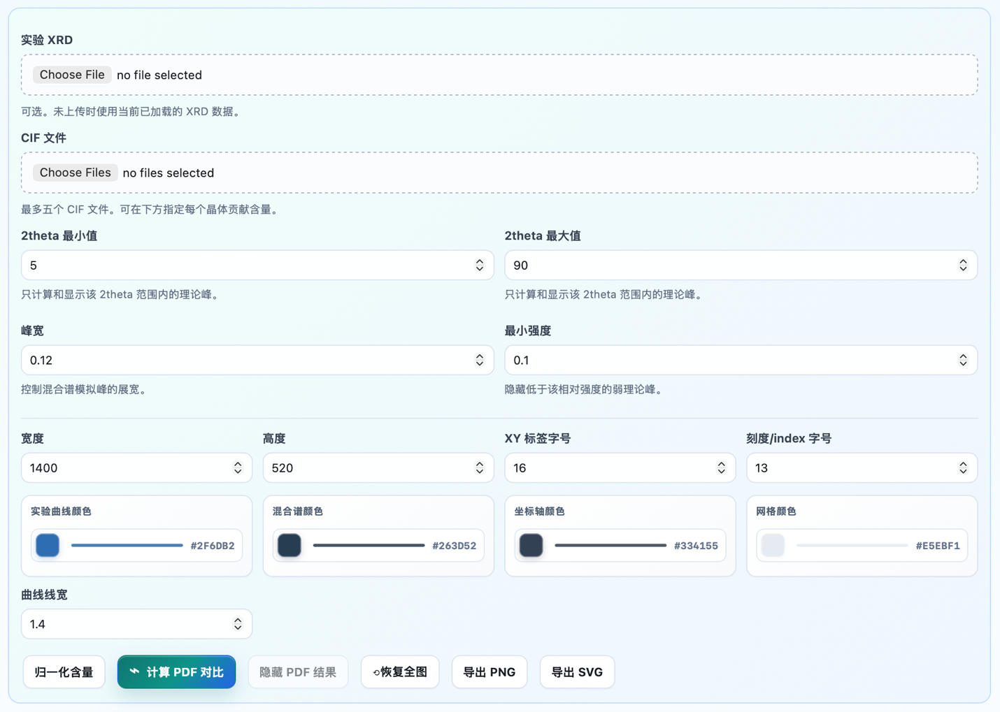 实验 XRD
Choose File no file selected
可选。未上传时使用当前已加载的 XRD 数据。
CIF 文件
Choose Files no files selected
最多五个 CIF 文件。可在下方指定每个晶体贡献含量。
2theta 最小值 2theta 最大值
5 90
只计算和显示该 2theta 范围内的理论峰。 只计算和显示该 2theta 范围内的理论峰。
峰宽 最小强度
0.12 0.1
控制混合谱模拟峰的展宽。 隐藏低于该相对强度的弱理论峰。
宽度 高度 XY 标签字号 刻度/index 字号
1400 520 16 13
实验曲线颜色 混合谱颜色 坐标轴颜色 网格颜色
#2F6DB2 #263D52 #334155 #E5EBF1
曲线线宽
1.4
归一化含量 计算 PDF 对比 隐藏 PDF 结果 恢复全图 导出 PNG 导出 SVG